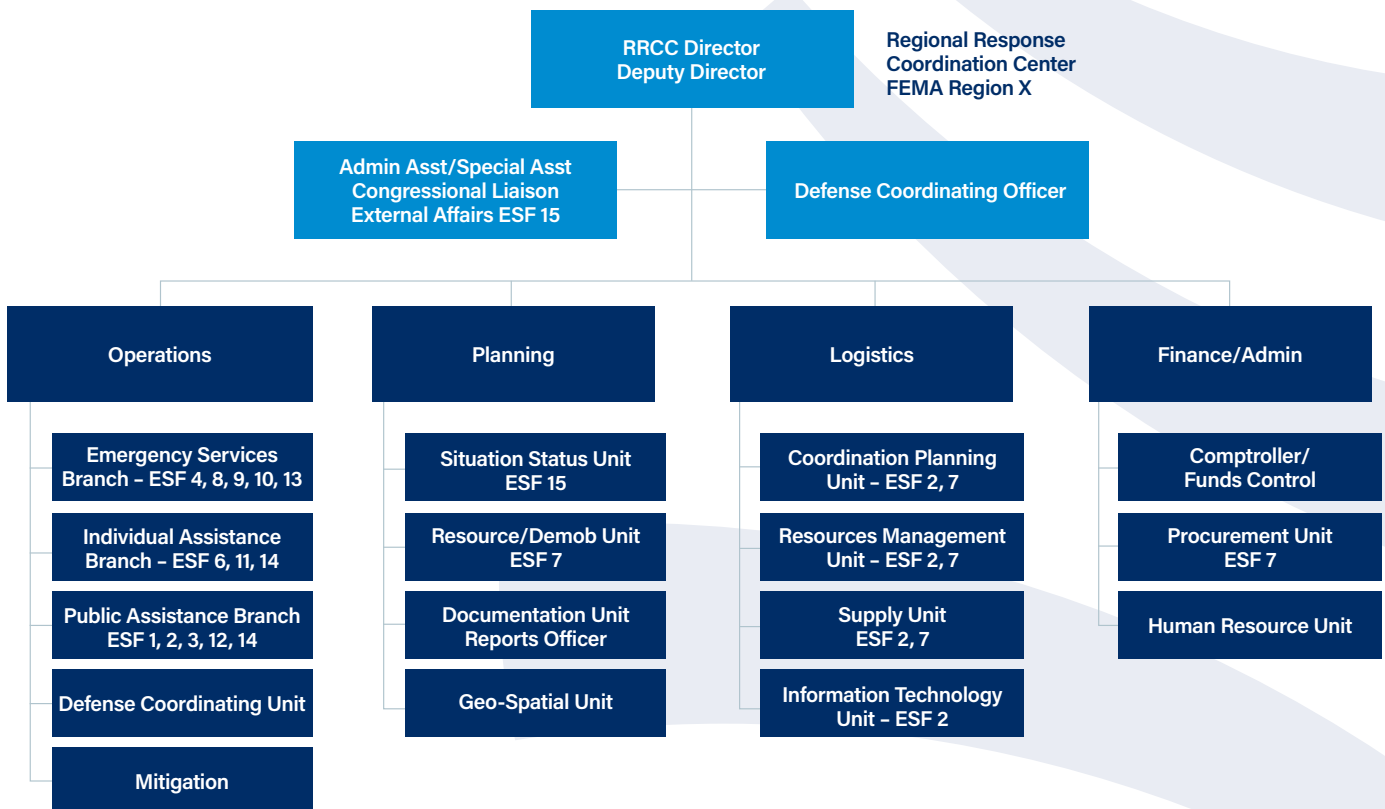 RRCC Director
Deputy Director
Regional Response
Coordination Center
FEMA Region X
Admin Asst/Special Asst
Congressional Liaison
External Affairs ESF 15
Defense Coordinating Officer
Operations
Planning
Logistics
Finance/Admin
Emergency Services
Branch – ESF 4, 8, 9, 10, 13
Individual Assistance
Branch – ESF 6, 11, 14
Public Assistance Branch
ESF 1, 2, 3, 12, 14
Defense Coordinating Unit
Mitigation
Situation Status Unit
ESF 15
Resource/Demob Unit
ESF 7
Documentation Unit
Reports Officer
Geo-Spatial Unit
Coordination Planning
Unit – ESF 2, 7
Resources Management
Unit – ESF 2, 7
Supply Unit
ESF 2, 7
Information Technology
Unit – ESF 2
Comptroller/
Funds Control
Procurement Unit
ESF 7
Human Resource Unit